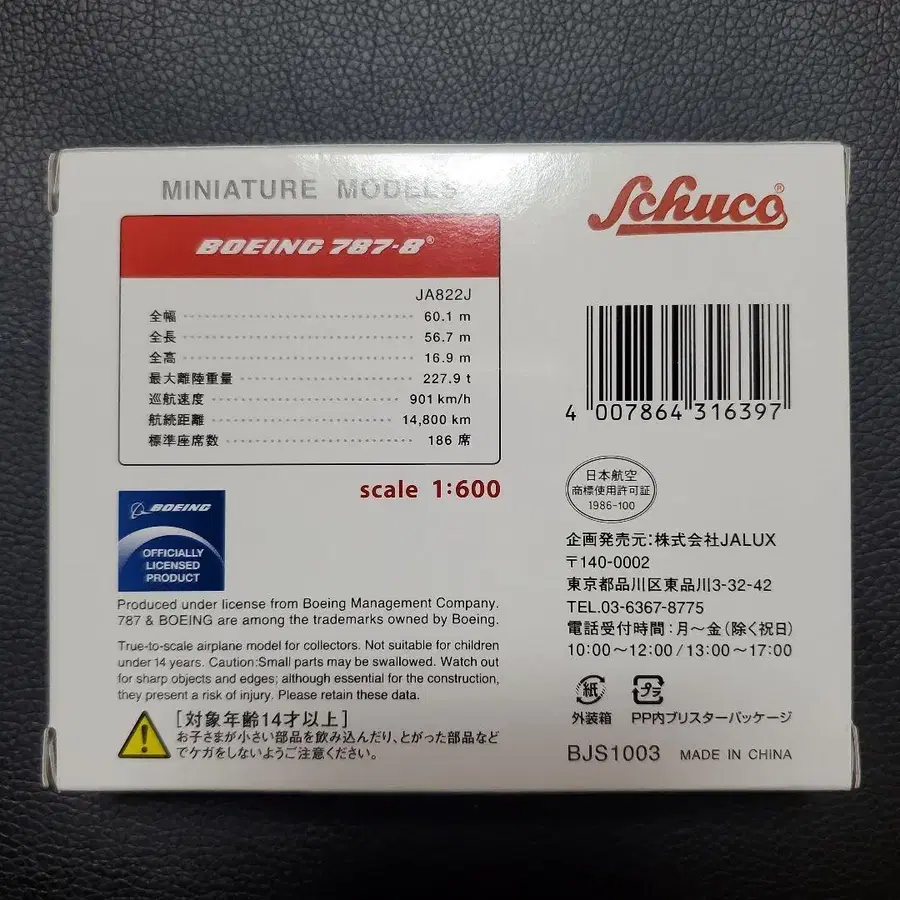 MINIATURE MODELS
Schuco®
BOEING 787-8®
JA822J
全幅 60.1 m
全長 56.7 m
全高 16.9 m
最大離陸重量 227.9 t
巡航速度 901 km/h
航続距離 14,800 km
標準座席数 186 席
scale 1:600
4 007864 316397
BOEING
OFFICIALLY
LICENSED
PRODUCT
Produced under license from Boeing Management Company.
787 & BOEING are among the trademarks owned by Boeing.
True-to-scale airplane model for collectors. Not suitable for children
under 14 years. Caution:Small parts may be swallowed. Watch out
for sharp objects and edges; although essential for the construction,
they present a risk of injury. Please retain these data.
[対象年齢14才以上]
お子さまが小さい部品を飲み込んだり、とがった部品など
でケガをしないようご注意ください。
日本航空
商標使用許可証
1986-100
企画発売元:株式会社JALUX
〒140-0002
東京都品川区東品川3-32-42
TEL.03-6367-8775
電話受付時間:月〜金(除く祝日)
10:00〜12:00/13:00〜17:00
紙 プラ
外装箱 PP内ブリスターパッケージ
BJS1003 MADE IN CHINA